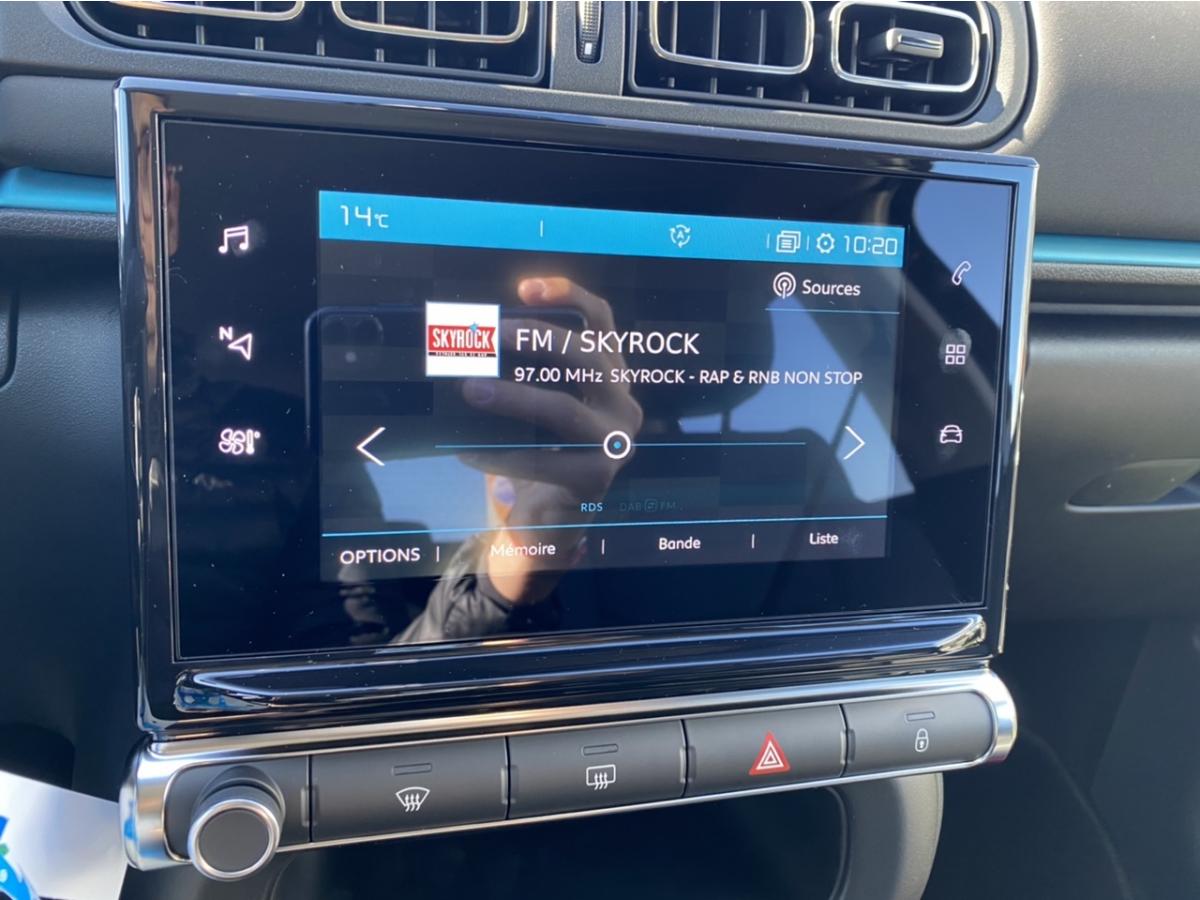 14°C
10:20
Sources
SKYROCK
FM / SKYROCK
97.00 MHz SKYROCK - RAP & RNB NON STOP
N
RDS DAB FM
OPTIONS | Mémoire | Bande | Liste